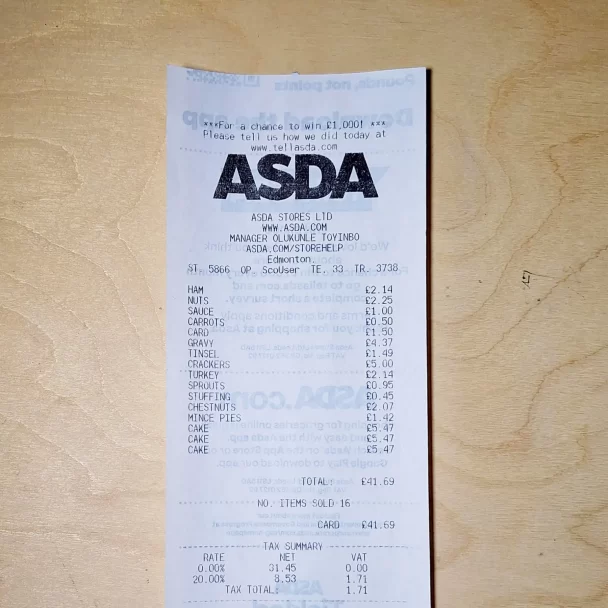 ***For a chance to win £1,000! ***
Please tell us how we did today at
www.tellasda.com
ASDA
ASDA STORES LTD
WWW.ASDA.COM
MANAGER OLUKUNLE TOYINBO
ASDA.COM/STOREHELP
Edmonton
ST. 5866 OP. ScoUser TE. 33 TR. 3738
HAM £2.14
NUTS £2.25
SAUCE £1.00
CARROTS £0.50
CARD £1.50
GRAVY £4.37
TINSEL £1.49
CRACKERS £5.00
TURKEY £2.14
SPROUTS £0.95
STUFFING £0.45
CHESTNUTS £2.07
MINCE PIES £1.42
CAKE £5.47
CAKE £5.47
CAKE £5.47
TOTAL: £41.69
NO. ITEMS SOLD 16
CARD £41.69
TAX SUMMARY
RATE NET VAT
0.00% 31.45 0.00
20.00% 8.53 1.71
TAX TOTAL: 1.71